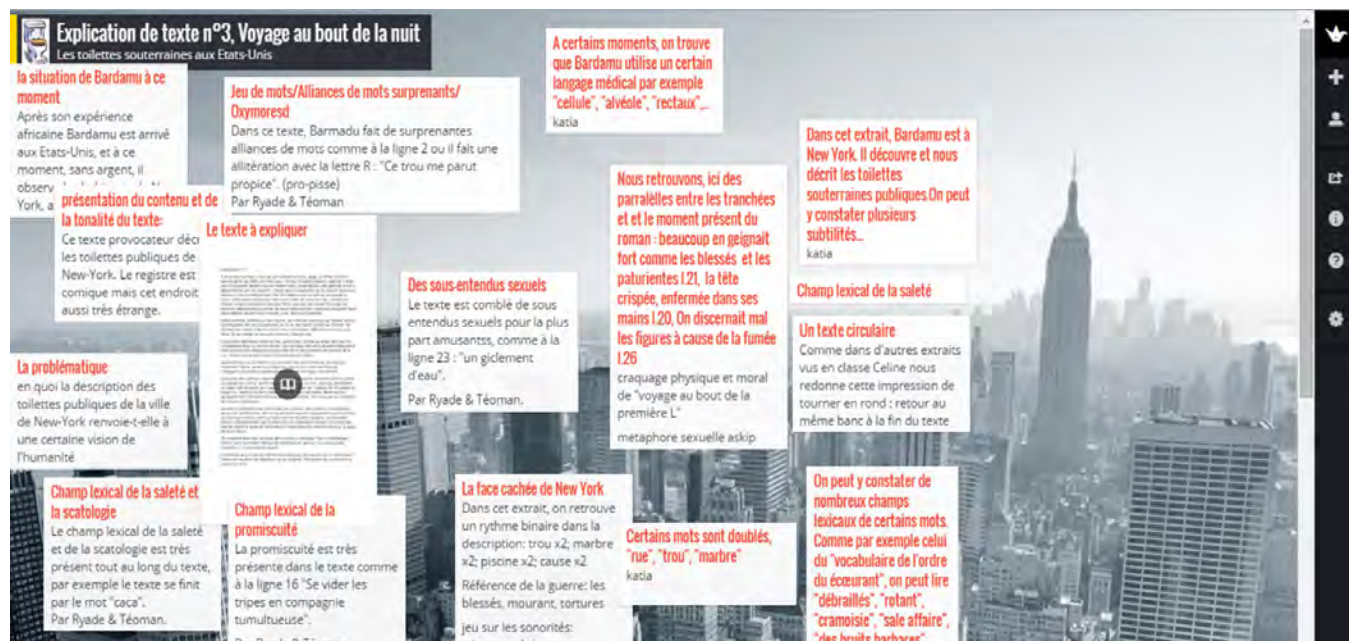 Explication de texte n°3, Voyage au bout de la nuit
Les toilettes souterraines aux Etats-Unis
la situation de Bardamu à ce
moment
Après son expérience
africaine Bardamu est arrivé
aux Etats-Unis, et à ce
moment, sans argent, il
York, a
Jeu de mots/Alliances de mots surprenants/
Oxymoresd
Dans ce texte, Barmadu fait de surprenantes
alliances de mots comme à la ligne 2 ou il fait une
allitération avec la lettre R : "Ce trou me parut
propice". (pro-pisse)
Par Ryade & Téoman
A certains moments, on trouve
que Bardamu utilise un certain
langage médical par exemple
"cellule", "alvéole", "rectaux",...
katia
Dans cet extrait, Bardamu est à
New York. Il découvre et nous
décrit les toilettes
souterraines publiques.On peut
y constater plusieurs
subtilités...
katia
présentation du contenu et de
la tonalité du texte:
Ce texte provocateur décr
les toilettes publiques de
New-York. Le registre est
comique mais cet endroit
aussi très étrange.
Le texte à expliquer
Nous retrouvons, ici des
parralèlles entre les tranchées
et et le moment présent du
roman : beaucoup en geignait
fort comme les blessés et les
paturientes l.21, la tête
crispée, enfermée dans ses
mains l.20, On discernait mal
les figures à cause de la fumée
l.26
craquage physique et moral
de "voyage au bout de la
première L"
metaphore sexuelle askip
Des sous-entendus sexuels
Le texte est comblé de sous
entendus sexuels pour la plus
part amusantss, comme à la
ligne 23 : "un giclement
d'eau".
Par Ryade & Téoman.
Champ lexical de la saleté
Un texte circulaire
Comme dans d'autres extraits
vus en classe Celine nous
redonne cette impression de
tourner en rond : retour au
même banc à la fin du texte
La problématique
en quoi la description des
toilettes publiques de la ville
de New-York renvoie-t-elle à
une certaine vision de
l'humanité
Champ lexical de la saleté et
la scatologie
Le champ lexical de la saleté
et de la scatologie est très
présent tout au long du texte,
par exemple le texte se finit
par le mot "caca".
Par Ryade & Téoman.
Champ lexical de la
promiscuité
La promiscuité est très
présente dans le texte comme
à la ligne 16 "Se vider les
tripes en compagnie
tumultueuse".
La face cachée de New York
Dans cet extrait, on retrouve
un rythme binaire dans la
description: trou x2; marbre
x2; piscine x2; cause x2
Référence de la guerre: les
blessés, mourant, tortures
jeu sur les sonorités:
Certains mots sont doublés,
"rue", "trou", "marbre"
katia
On peut y constater de
nombreux champs
lexicaux de certains mots.
Comme par exemple celui
du "vocabulaire de l'ordre
du écœurant", on peut lire
"débraillés", "rotant",
"cramoisie", "sale affaire",
"des bruits barbares"